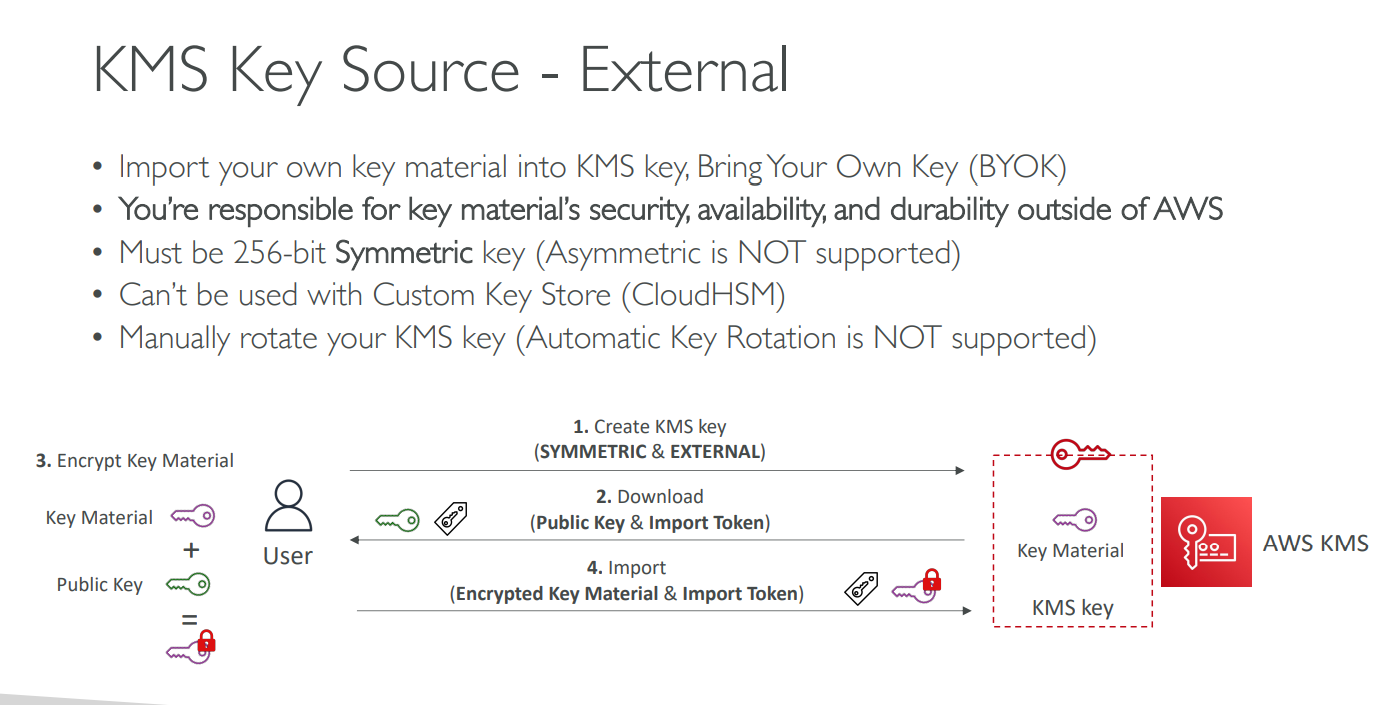 KMS Key Source - External
• Import your own key material into KMS key, Bring Your Own Key (BYOK)
• You're responsible for key material's security, availability, and durability outside of AWS
• Must be 256-bit Symmetric key (Asymmetric is NOT supported)
• Can't be used with Custom Key Store (CloudHSM)
• Manually rotate your KMS key (Automatic Key Rotation is NOT supported)
3. Encrypt Key Material
Key Material
+
Public Key
=
User
1. Create KMS key
(SYMMETRIC & EXTERNAL)
2. Download
(Public Key & Import Token)
4. Import
(Encrypted Key Material & Import Token)
Key Material
KMS key
AWS KMS